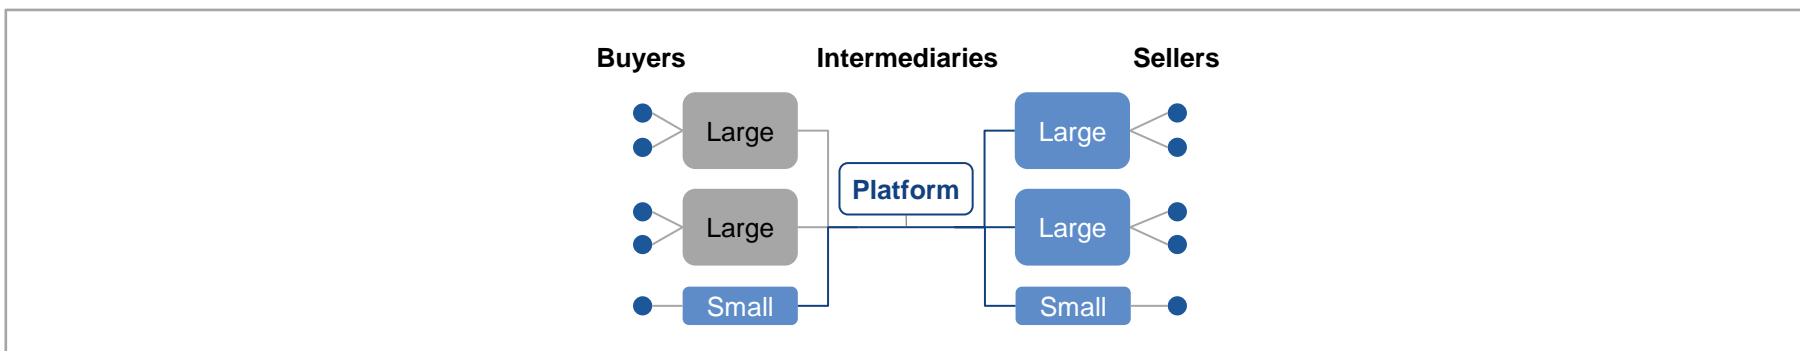 Buyers Intermediaries Sellers
Large Large
Platform
Large Large
Small Small